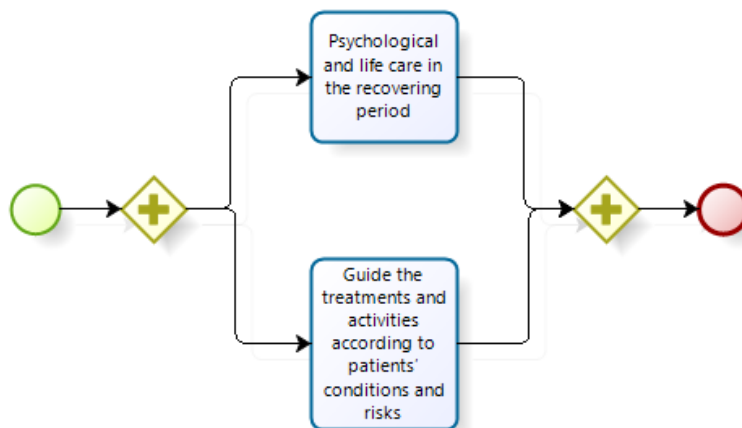 Psychological
and life care in
the recovering
period
Guide the
treatments and
activities
according to
patients'
conditions and
risks